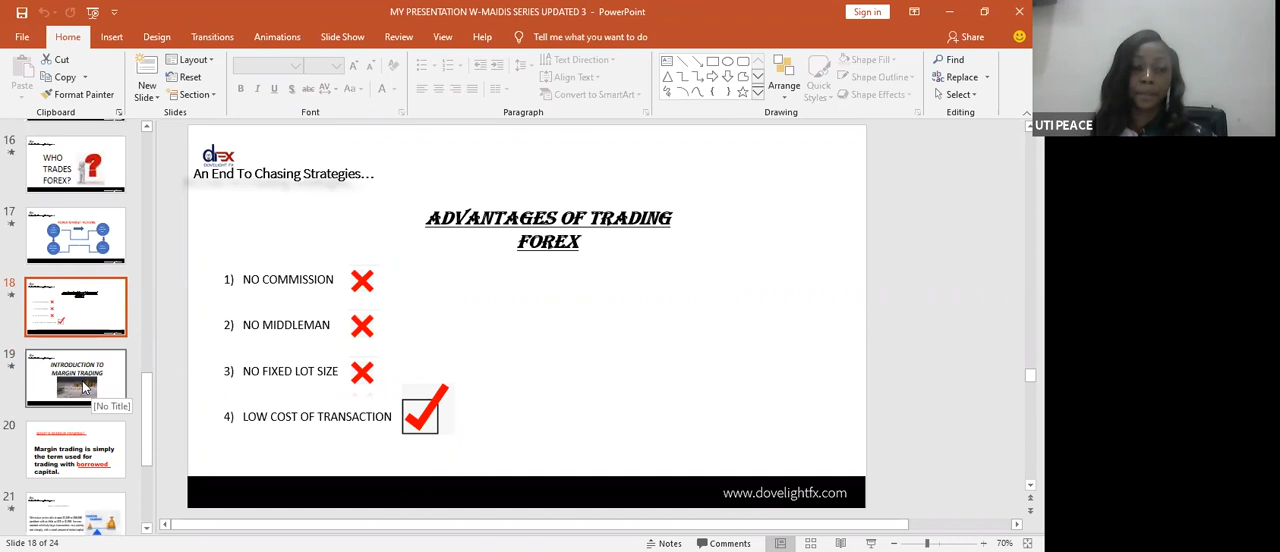 MY PRESENTATION W-MAIDIS SERIES UPDATED 3 - PowerPoint
Sign in
File
Home
Insert
Design
Transitions
Animations
Slide Show
Review
View
Help
Tell me what you want to do
Share
Paste
Cut
Copy
Format Painter
Clipboard
New
Slide
Layout
Reset
Section
Slides
Font
Paragraph
Text Direction
Align Text
Convert to SmartArt
Arrange
Quick
Styles
Shape Fill
Shape Outline
Shape Effects
Drawing
Find
Replace
Select
Editing
UTI PEACE
16
WHO
TRADES
FOREX?
17
18
19
INTRODUCTION TO
MARGIN TRADING
[No Title]
20
Margin trading is simply
the term used for
trading with borrowed
capital.
21
DOVELIGHT FX
An End To Chasing Strategies...
ADVANTAGES OF TRADING
FOREX
1) NO COMMISSION
2) NO MIDDLEMAN
3) NO FIXED LOT SIZE
4) LOW COST OF TRANSACTION
www.dovelightfx.com
Slide 18 of 24
Notes
Comments
70%